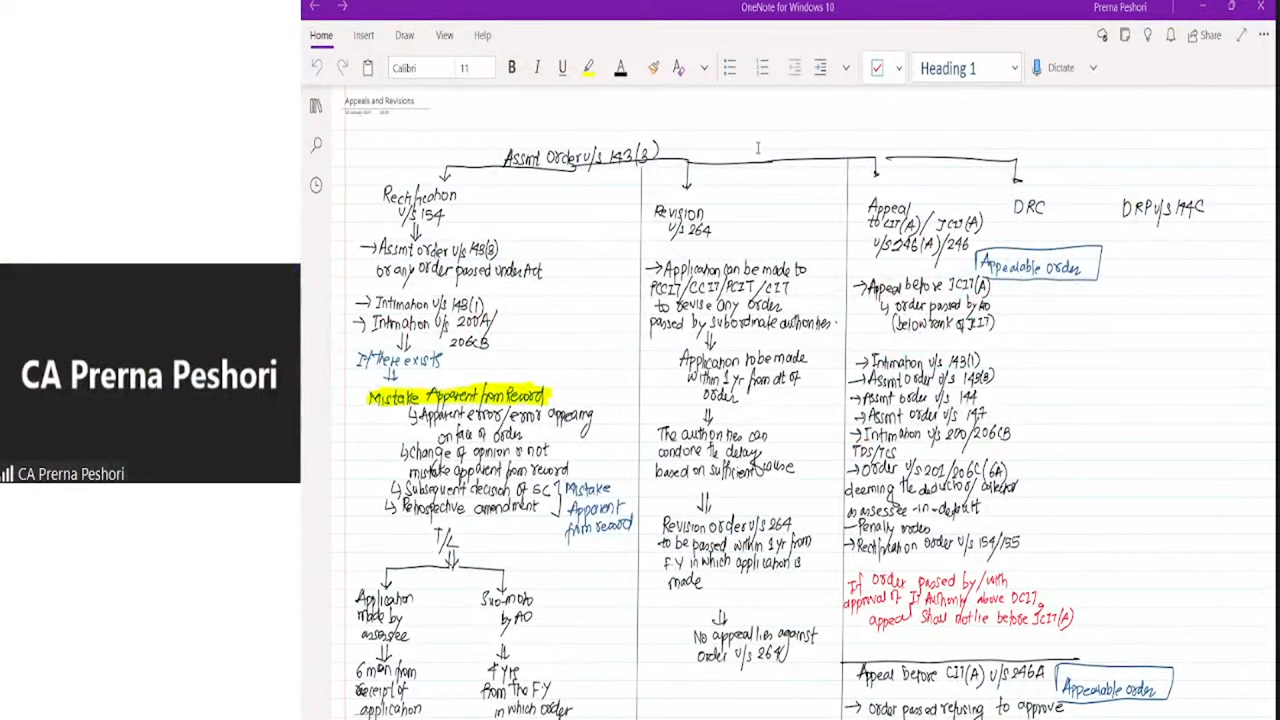 OneNote for Windows 10
Prerna Peshori
Home Insert Draw View Help
Share
Calibri 11 B I U A Heading 1 Dictate
Appeals and Revisions
Assmt Order u/s 143(3)
Rectification
u/s 154
→ Assmt order u/s 143(3)
or any order passed under Act
→ Intimation u/s 143(1)
→ Intimation u/s 200A/
206CB
If there exists
Mistake Apparent from Record
↳ Apparent error/error appearing
on face of order
↳ change of opinion is not
mistake apparent from record
↳ Subsequent decision of SC
↳ Retrospective amendment
Mistake
Apparent
from record
T/L
Application
made by
assessee
6 mon from
receipt of
application
Suo-moto
by AO
4 yrs
from the FY
in which order
Revision
u/s 264
→ Application can be made to
PCCIT/CCIT/PCIT/CIT
to revise any order
passed by subordinate authorities.
Application to be made
within 1 yr from dt of
order
The authorities can
condone the delay
based on sufficient cause
Revision order u/s 264
to be passed within 1 yr from
F.Y in which application is
made
No appeal lies against
order u/s 264
Appeal
to CIT(A)/ JCIT(A)
u/s 246(A)/246
Appealable order
→ Appeal before JCIT(A)
↳ order passed by AO
(below rank of JCIT)
→ Intimation u/s 143(1)
→ Assmt order u/s 143(3)
→ Assmt order u/s 144
→ Assmt order u/s 147
→ Intimation u/s 200/206CB
TDS/TCS
→ Order u/s 201/206C(6A)
deeming the deductor/collector
as assessee-in-default
— Penalty order
→ Rectification order u/s 154/155
If order passed by/with
approval of IT Authority above DCIT,
appeal shall not lie before JCIT(A)
Appeal before CIT(A) u/s 246A
Appealable order
→ Order passed refusing to approve
DRC
DRP u/s 144C
CA Prerna Peshori
CA Prerna Peshori